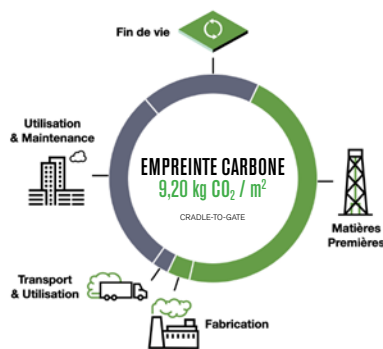 Fin de vie
Utilisation
& Maintenance
EMPREINTE CARBONE
9,20 kg CO₂ / m²
CRADLE-TO-GATE
Matières
Premières
Transport
& Utilisation
Fabrication